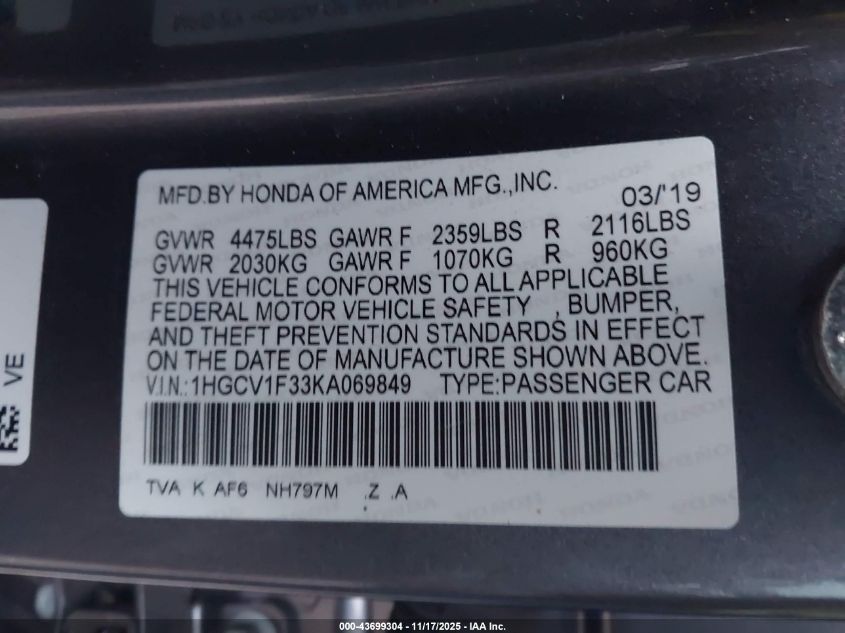 MFD.BY HONDA OF AMERICA MFG.,INC. 03/'19
GVWR 4475LBS GAWR F 2359LBS R 2116LBS
GVWR 2030KG GAWR F 1070KG R 960KG
THIS VEHICLE CONFORMS TO ALL APPLICABLE
FEDERAL MOTOR VEHICLE SAFETY , BUMPER,
AND THEFT PREVENTION STANDARDS IN EFFECT
ON THE DATE OF MANUFACTURE SHOWN ABOVE.
V.I.N.:1HGCV1F33KA069849 TYPE:PASSENGER CAR
TVA K AF6 NH797M .Z .A
VE
000-43699304 - 11/17/2025 - IAA Inc.